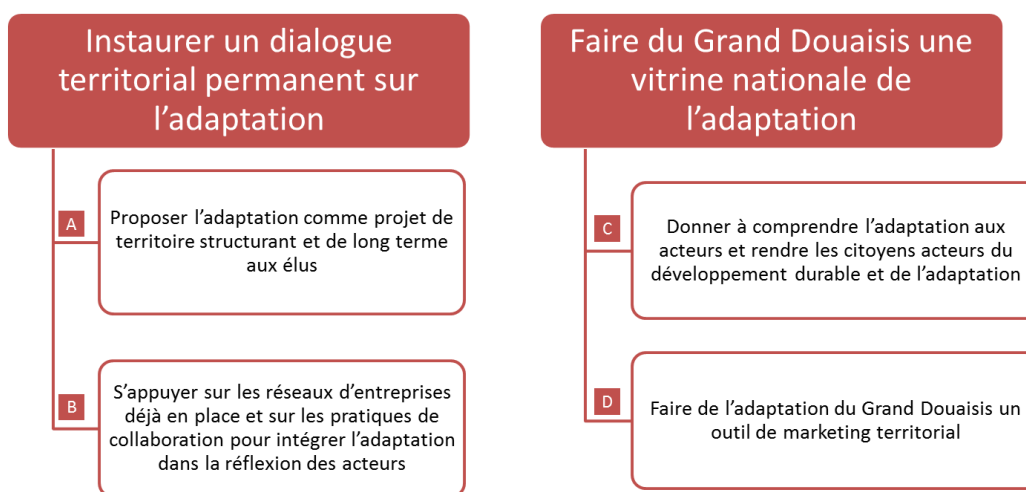 Instaurer un dialogue
territorial permanent sur
l’adaptation
A
Proposer l’adaptation comme projet de
territoire structurant et de long terme
aux élus
B
S’appuyer sur les réseaux d’entreprises
déjà en place et sur les pratiques de
collaboration pour intégrer l’adaptation
dans la réflexion des acteurs
Faire du Grand Douaisis une
vitrine nationale de
l’adaptation
C
Donner à comprendre l’adaptation aux
acteurs et rendre les citoyens acteurs du
développement durable et de l’adaptation
D
Faire de l’adaptation du Grand Douaisis un
outil de marketing territorial